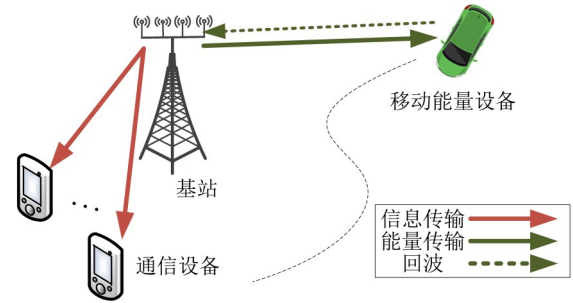 移动能量设备
基站
通信设备
信息传输
能量传输
回波